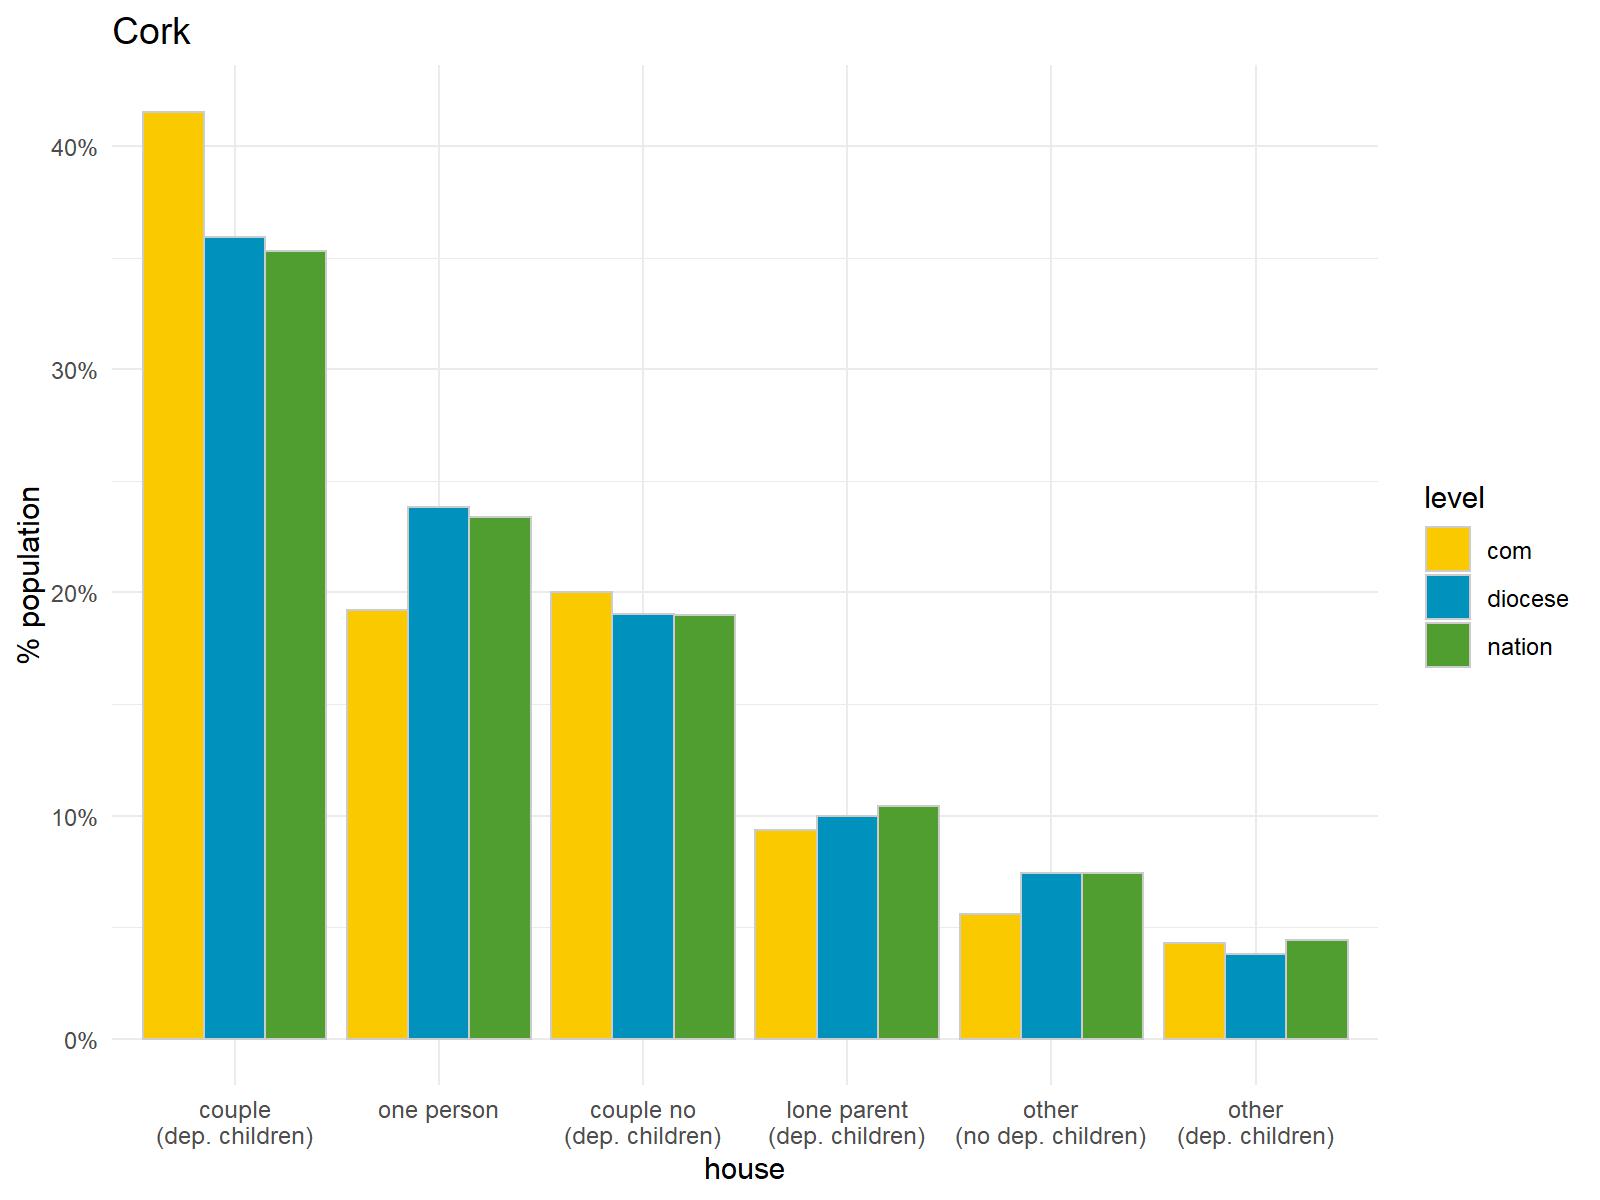 Cork
% population
40%
30%
20%
10%
0%
couple
(dep. children)
one person
couple no
(dep. children)
lone parent
(dep. children)
other
(no dep. children)
other
(dep. children)
house
level
com
diocese
nation